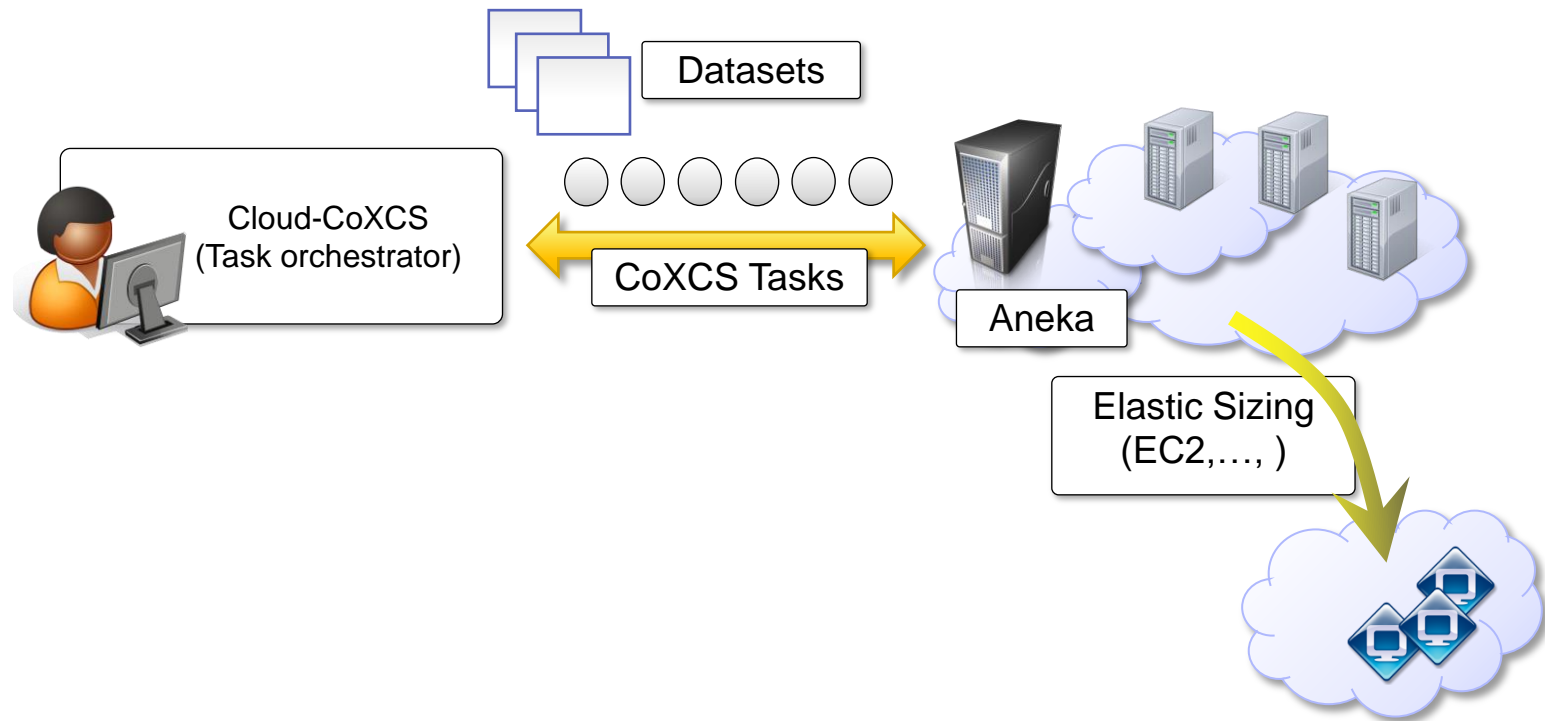 Datasets
Cloud-CoXCS
(Task orchestrator)
CoXCS Tasks
Aneka
Elastic Sizing
(EC2,…, )